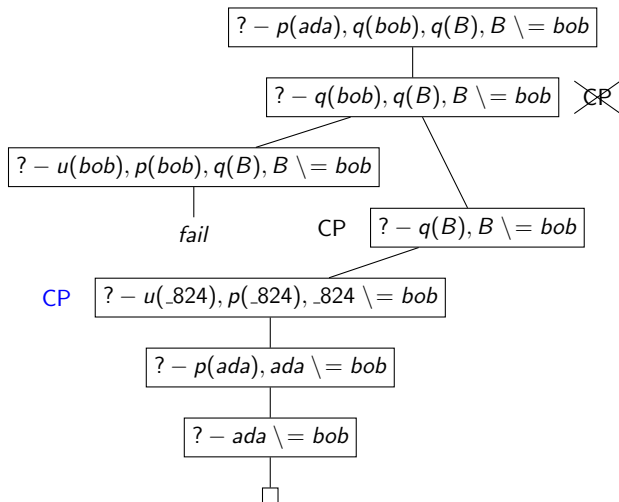 ? − p(ada), q(bob), q(B), B \= bob
? − q(bob), q(B), B \= bob CP
? − u(bob), p(bob), q(B), B \= bob
fail
CP ? − q(B), B \= bob
CP ? − u(_824), p(_824), _824 \= bob
? − p(ada), ada \= bob
? − ada \= bob